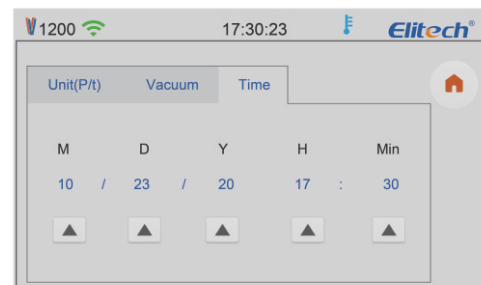 1200 17:30:23 Elitech®
Unit(P/t) Vacuum Time
M D Y H Min
10 / 23 / 20 17 : 30